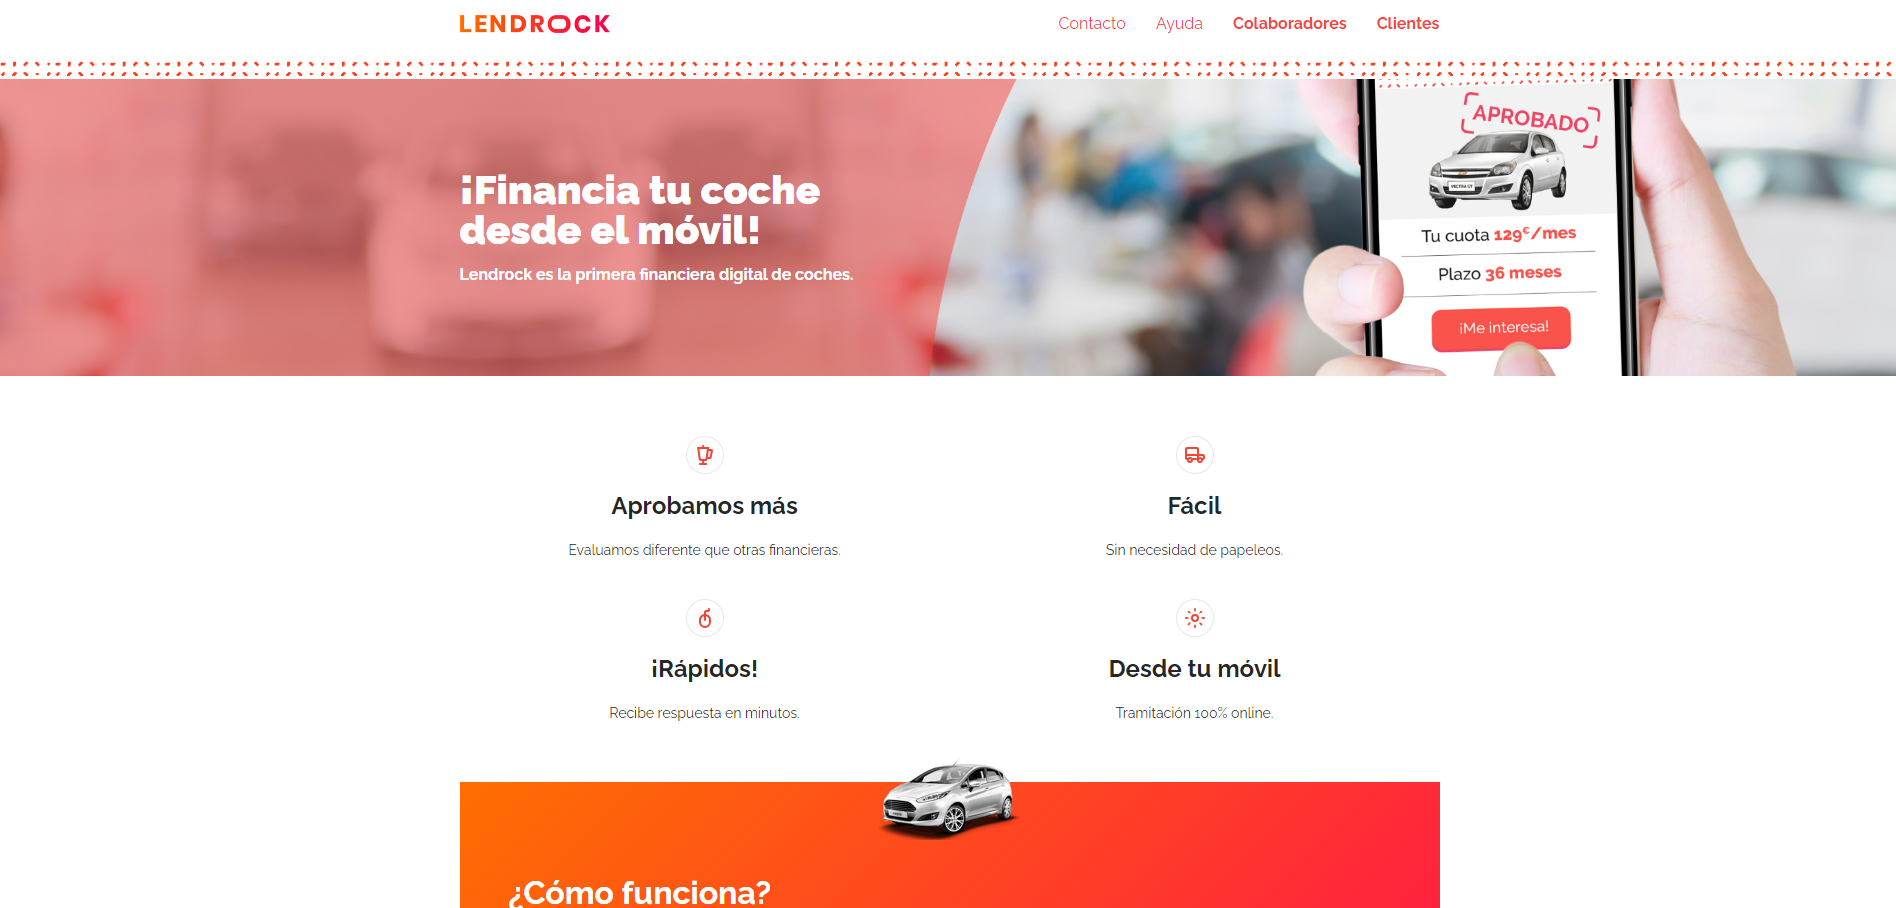 LENDROCK
Contacto Ayuda Colaboradores Clientes
¡Financia tu coche
desde el móvil!
Lendrock es la primera financiera digital de coches.
APROBADO
VECTRA GT
Tu cuota 129€/mes
Plazo 36 meses
¡Me interesa!
Aprobamos más
Evaluamos diferente que otras financieras.
Fácil
Sin necesidad de papeleos.
¡Rápidos!
Recibe respuesta en minutos.
Desde tu móvil
Tramitación 100% online.
¿Cómo funciona?